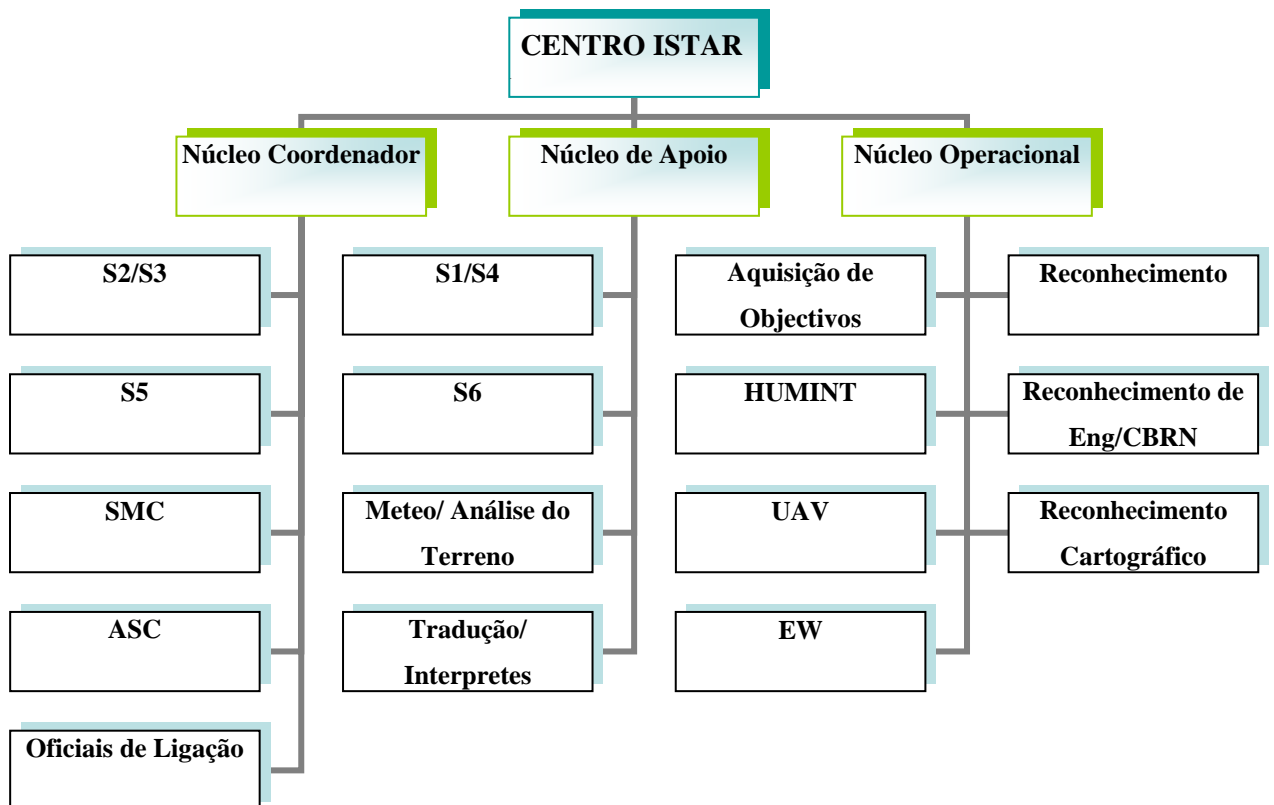 CENTRO ISTAR
Núcleo Coordenador
Núcleo de Apoio
Núcleo Operacional
S2/S3
S1/S4
Aquisição de
Objectivos
Reconhecimento
S5
S6
HUMINT
Reconhecimento de
Eng/CBRN
SMC
Meteo/ Análise do
Terreno
UAV
Reconhecimento
Cartográfico
ASC
Tradução/
Interpretes
EW
Oficiais de Ligação